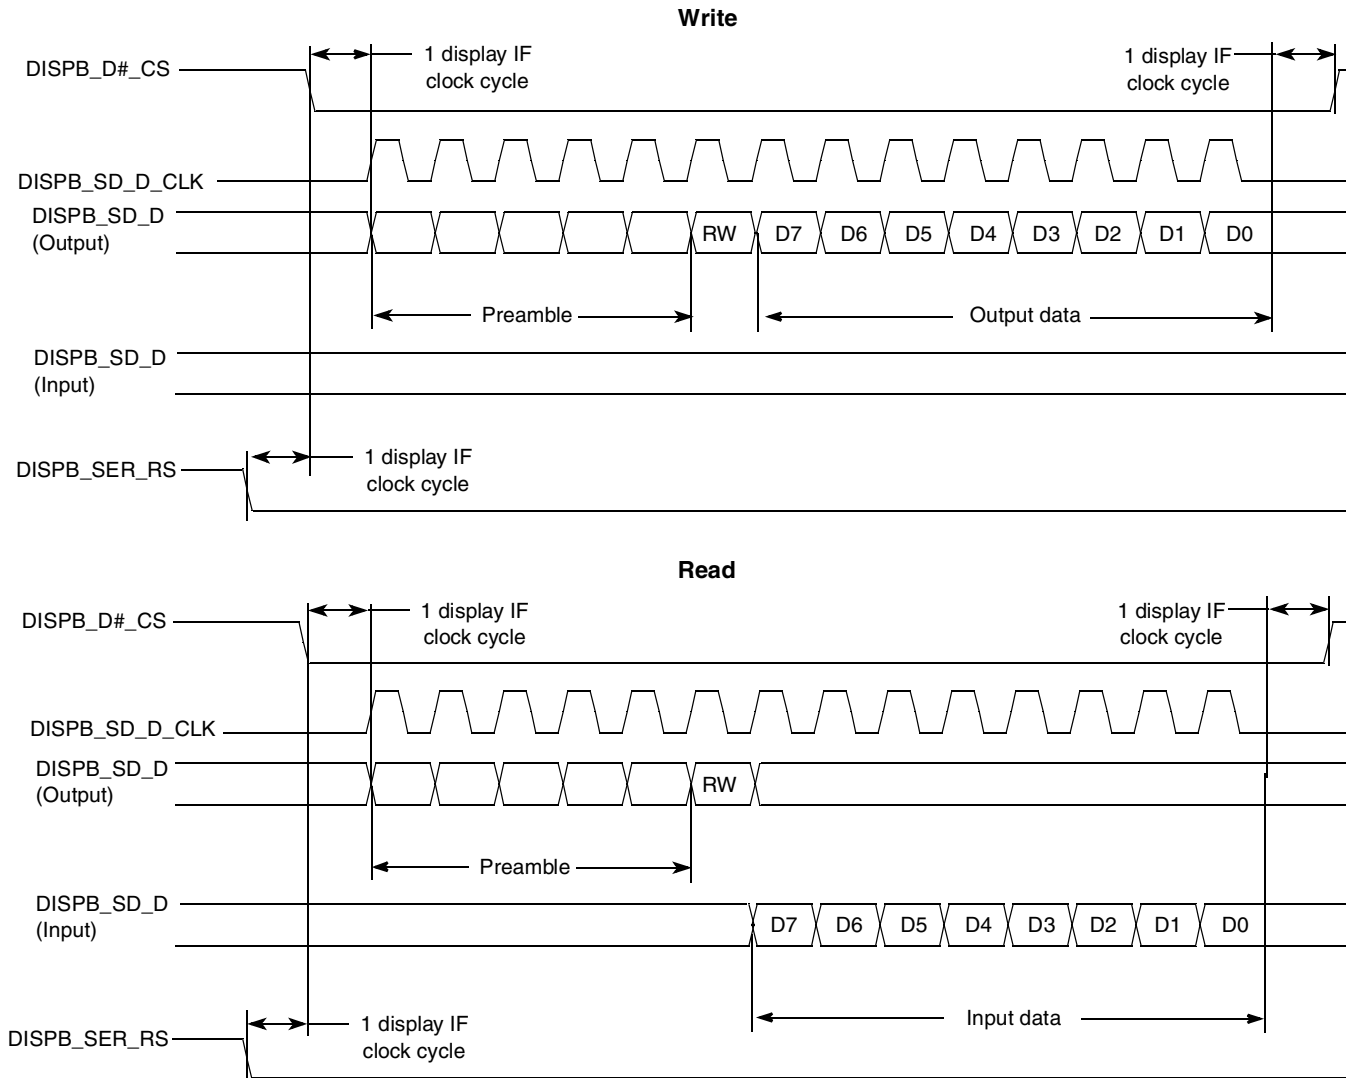 Write
DISPB_D#_CS
1 display IF
clock cycle
1 display IF
clock cycle
DISPB_SD_D_CLK
DISPB_SD_D
(Output)
RW D7 D6 D5 D4 D3 D2 D1 D0
Preamble
Output data
DISPB_SD_D
(Input)
DISPB_SER_RS
1 display IF
clock cycle
Read
DISPB_D#_CS
1 display IF
clock cycle
1 display IF
clock cycle
DISPB_SD_D_CLK
DISPB_SD_D
(Output)
RW
Preamble
DISPB_SD_D
(Input)
D7 D6 D5 D4 D3 D2 D1 D0
Input data
DISPB_SER_RS
1 display IF
clock cycle